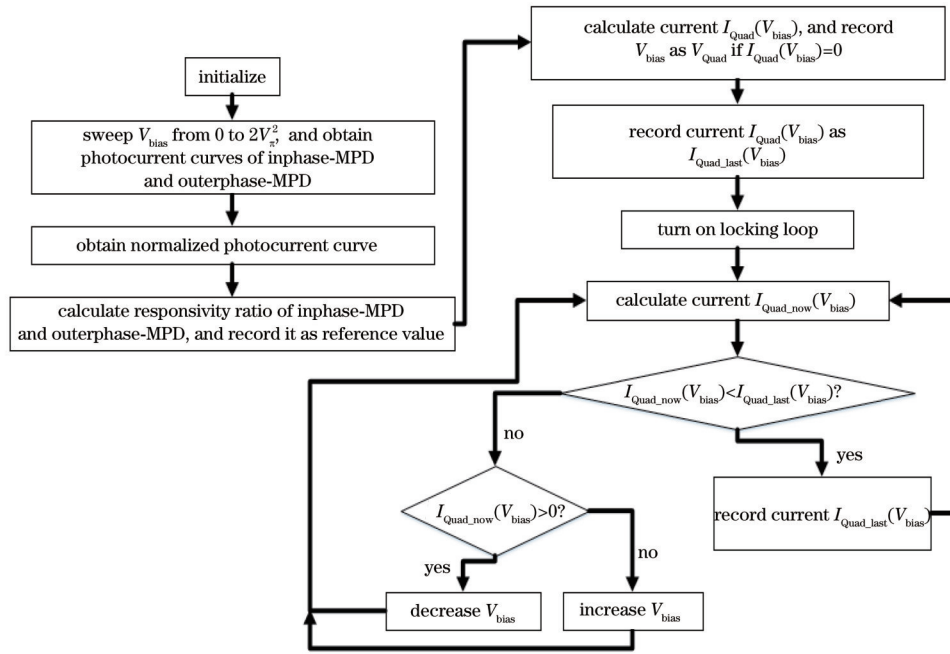 initialize
sweep V_bias from 0 to 2V_π^2, and obtain
photocurrent curves of inphase-MPD
and outerphase-MPD
obtain normalized photocurrent curve
calculate responsivity ratio of inphase-MPD
and outerphase-MPD, and record it as reference value
calculate current I_Quad(V_bias), and record
V_bias as V_Quad if I_Quad(V_bias)=0
record current I_Quad(V_bias) as
I_Quad_last(V_bias)
turn on locking loop
calculate current I_Quad_now(V_bias)
I_Quad_now(V_bias)<I_Quad_last(V_bias)?
no
yes
record current I_Quad_last(V_bias)
I_Quad_now(V_bias)>0?
yes
no
decrease V_bias
increase V_bias